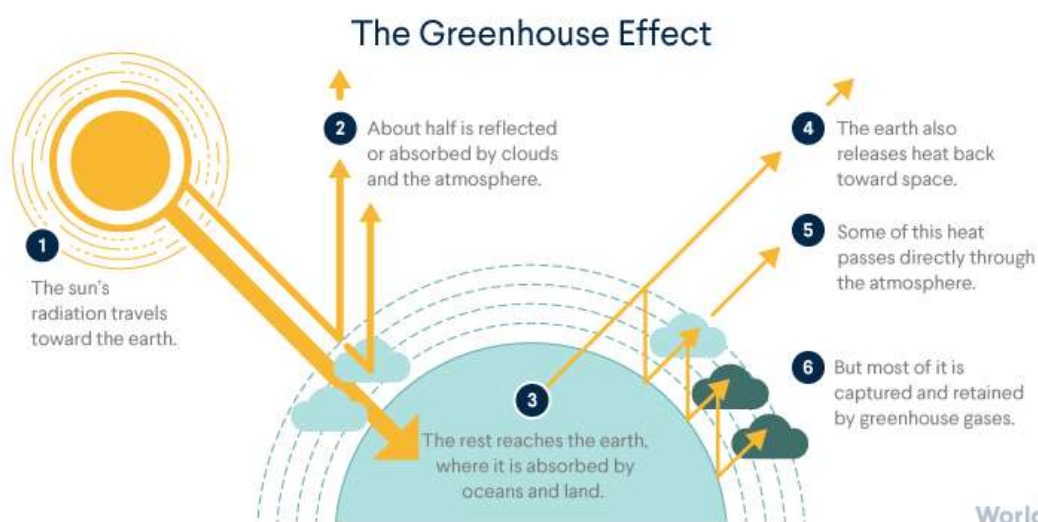 The Greenhouse Effect
1
The sun's
radiation travels
toward the earth.
2
About half is reflected
or absorbed by clouds
and the atmosphere.
3
The rest reaches the earth,
where it is absorbed by
oceans and land.
4
The earth also
releases heat back
toward space.
5
Some of this heat
passes directly through
the atmosphere.
6
But most of it is
captured and retained
by greenhouse gases.
World